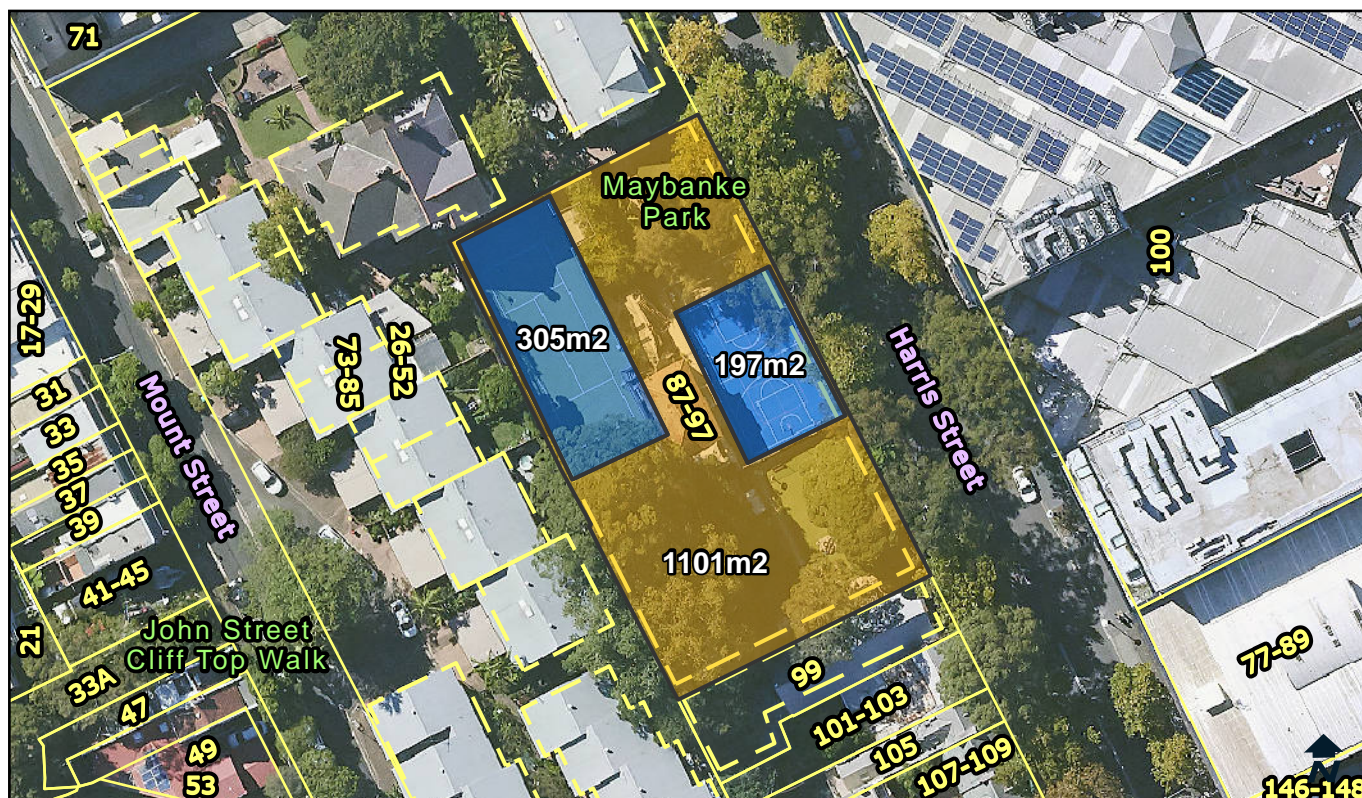 71
Maybanke
Park
100
17-29
26-52
73-85
305m2
197m2
87-97
Harris Street
Mount Street
31
33
35
37
39
41-45
1101m2
21
John Street
Cliff Top Walk
33A
47
49
53
99
101-103
105
107-109
77-89
146-148
N